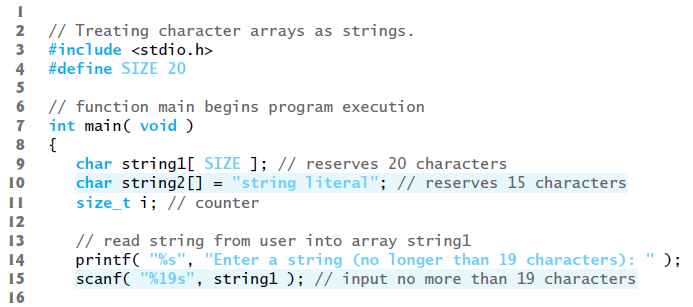 1
2 // Treating character arrays as strings.
3 #include <stdio.h>
4 #define SIZE 20
5
6 // function main begins program execution
7 int main( void )
8 {
9 char string1[ SIZE ]; // reserves 20 characters
10 char string2[] = "string literal"; // reserves 15 characters
11 size_t i; // counter
12
13 // read string from user into array string1
14 printf( "%s", "Enter a string (no longer than 19 characters): " );
15 scanf( "%19s", string1 ); // input no more than 19 characters
16